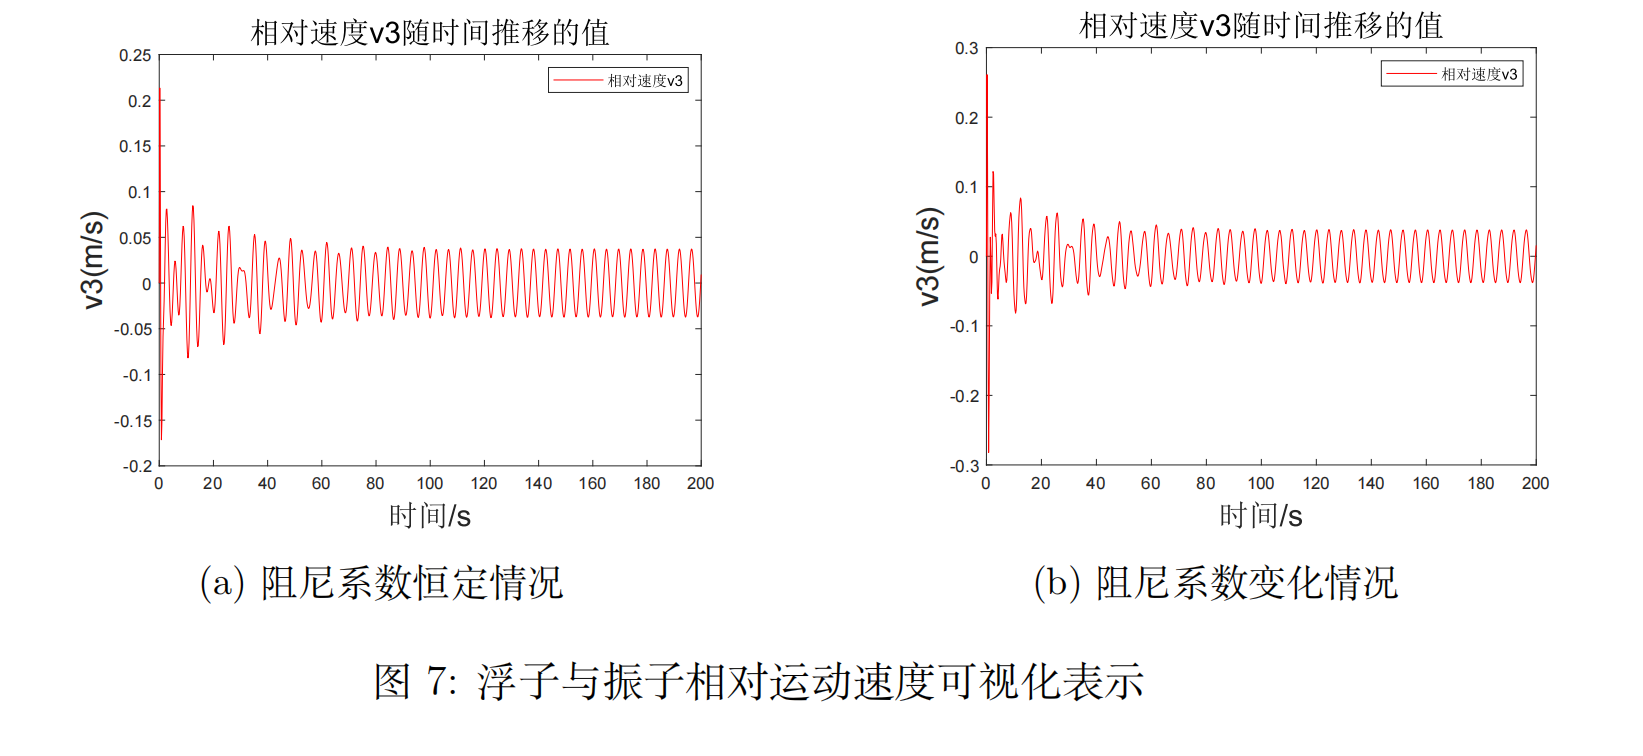 相对速度v3随时间推移的值
相对速度v3
0.25
0.2
0.15
0.1
0.05
0
-0.05
-0.1
-0.15
-0.2
v3(m/s)
0 20 40 60 80 100 120 140 160 180 200
时间/s
(a) 阻尼系数恒定情况
相对速度v3随时间推移的值
相对速度v3
0.3
0.2
0.1
0
-0.1
-0.2
-0.3
v3(m/s)
0 20 40 60 80 100 120 140 160 180 200
时间/s
(b) 阻尼系数变化情况
图 7: 浮子与振子相对运动速度可视化表示